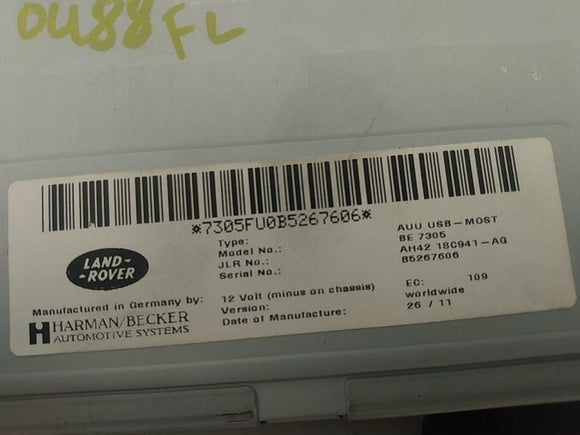 0488FL
*7305FU0B5267606*
LAND-
-ROVER
Type: AUU USB-MOST
Model No.: BE 7305
JLR No.: AH42 18C941-AG
Serial No.: B5267606
Manufactured in Germany by:
HARMAN/BECKER
AUTOMOTIVE SYSTEMS
12 Volt (minus on chassis) EC: 109
Version: worldwide
Date of Manufacture: 26 / 11